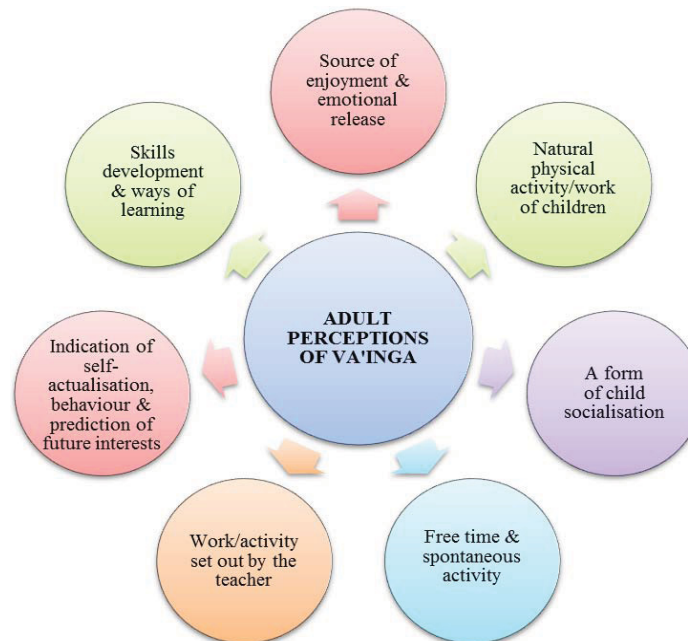 Source of
enjoyment &
emotional
release
Natural
physical
activity/work
of children
A form
of child
socialisation
Free time &
spontaneous
activity
Work/activity
set out by the
teacher
Indication of
self-
actualisation,
behaviour &
prediction of
future interests
Skills
development
& ways of
learning
ADULT
PERCEPTIONS
OF VA'INGA